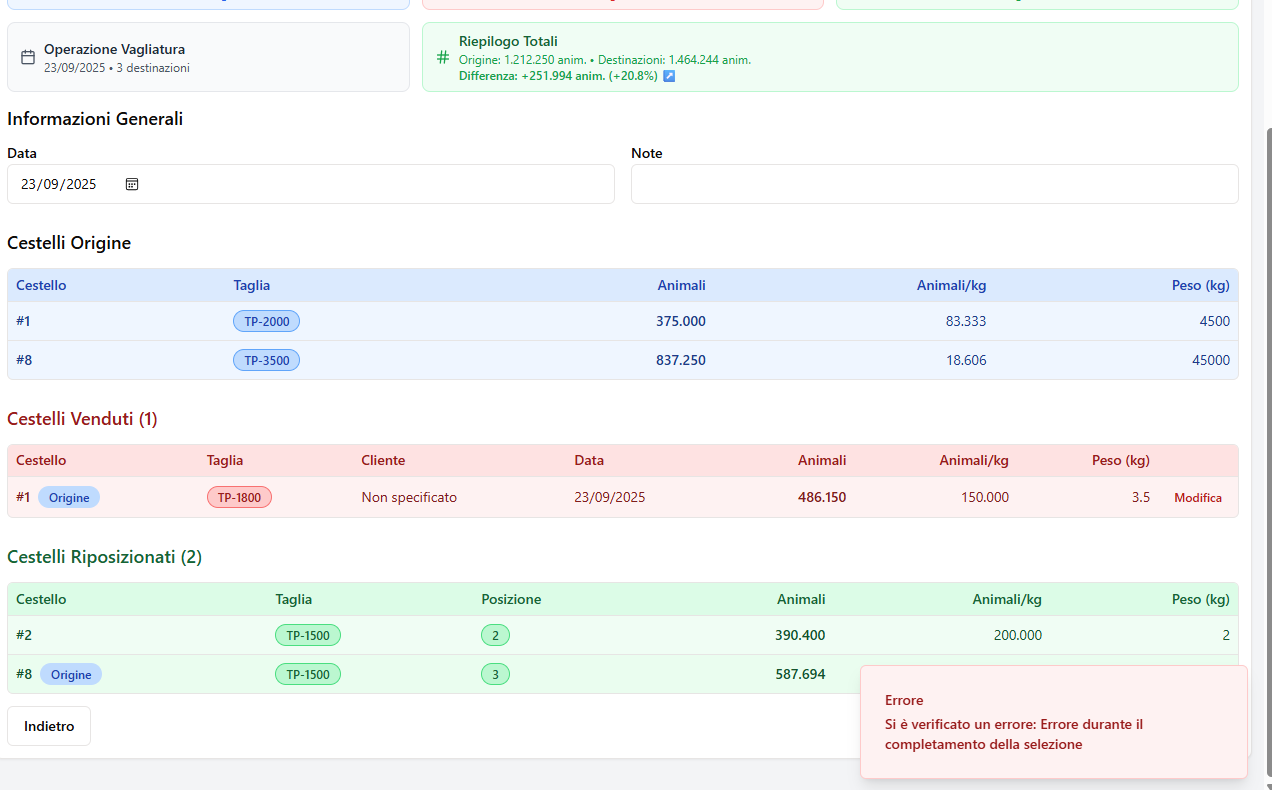 Operazione Vagliatura
23/09/2025 • 3 destinazioni
Riepilogo Totali
Origine: 1.212.250 anim. • Destinazioni: 1.464.244 anim.
Differenza: +251.994 anim. (+20.8%) ↗
Informazioni Generali
Data Note
23/09/2025
Cestelli Origine
Cestello Taglia Animali Animali/kg Peso (kg)
#1 TP-2000 375.000 83.333 4500
#8 TP-3500 837.250 18.606 45000
Cestelli Venduti (1)
Cestello Taglia Cliente Data Animali Animali/kg Peso (kg)
#1 Origine TP-1800 Non specificato 23/09/2025 486.150 150.000 3.5 Modifica
Cestelli Riposizionati (2)
Cestello Taglia Posizione Animali Animali/kg Peso (kg)
#2 TP-1500 2 390.400 200.000 2
#8 Origine TP-1500 3 587.694
Indietro
Errore
Si è verificato un errore: Errore durante il
completamento della selezione